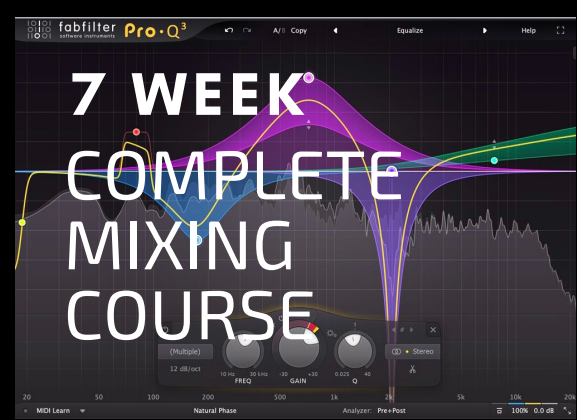 fabfilter Pro·Q³
software instruments
A/B Copy
Equalize
Help
7 WEEK
COMPLETE
MIXING
COURSE
(Multiple)
12 dB/oct
10 Hz 30 kHz
FREQ
-30 +30
GAIN
0.025 40
Q
Stereo
20 50 100 200 500 1k 2k 5k 10k 20k
MIDI Learn
Natural Phase
Analyzer: Pre+Post
100% 0.0 dB